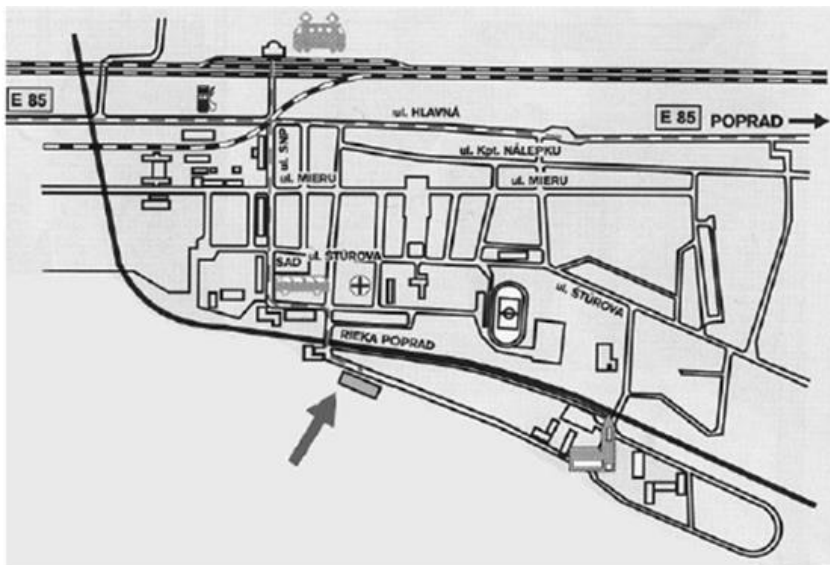 E 85
ul. HLAVNÁ
E 85
POPRAD
ul. SNP
ul. Kpt. NÁLEPKU
ul. MIERU
ul. MIERU
SAD
ul. ŠTÚROVA
ul. ŠTÚROVA
RIEKA POPRAD